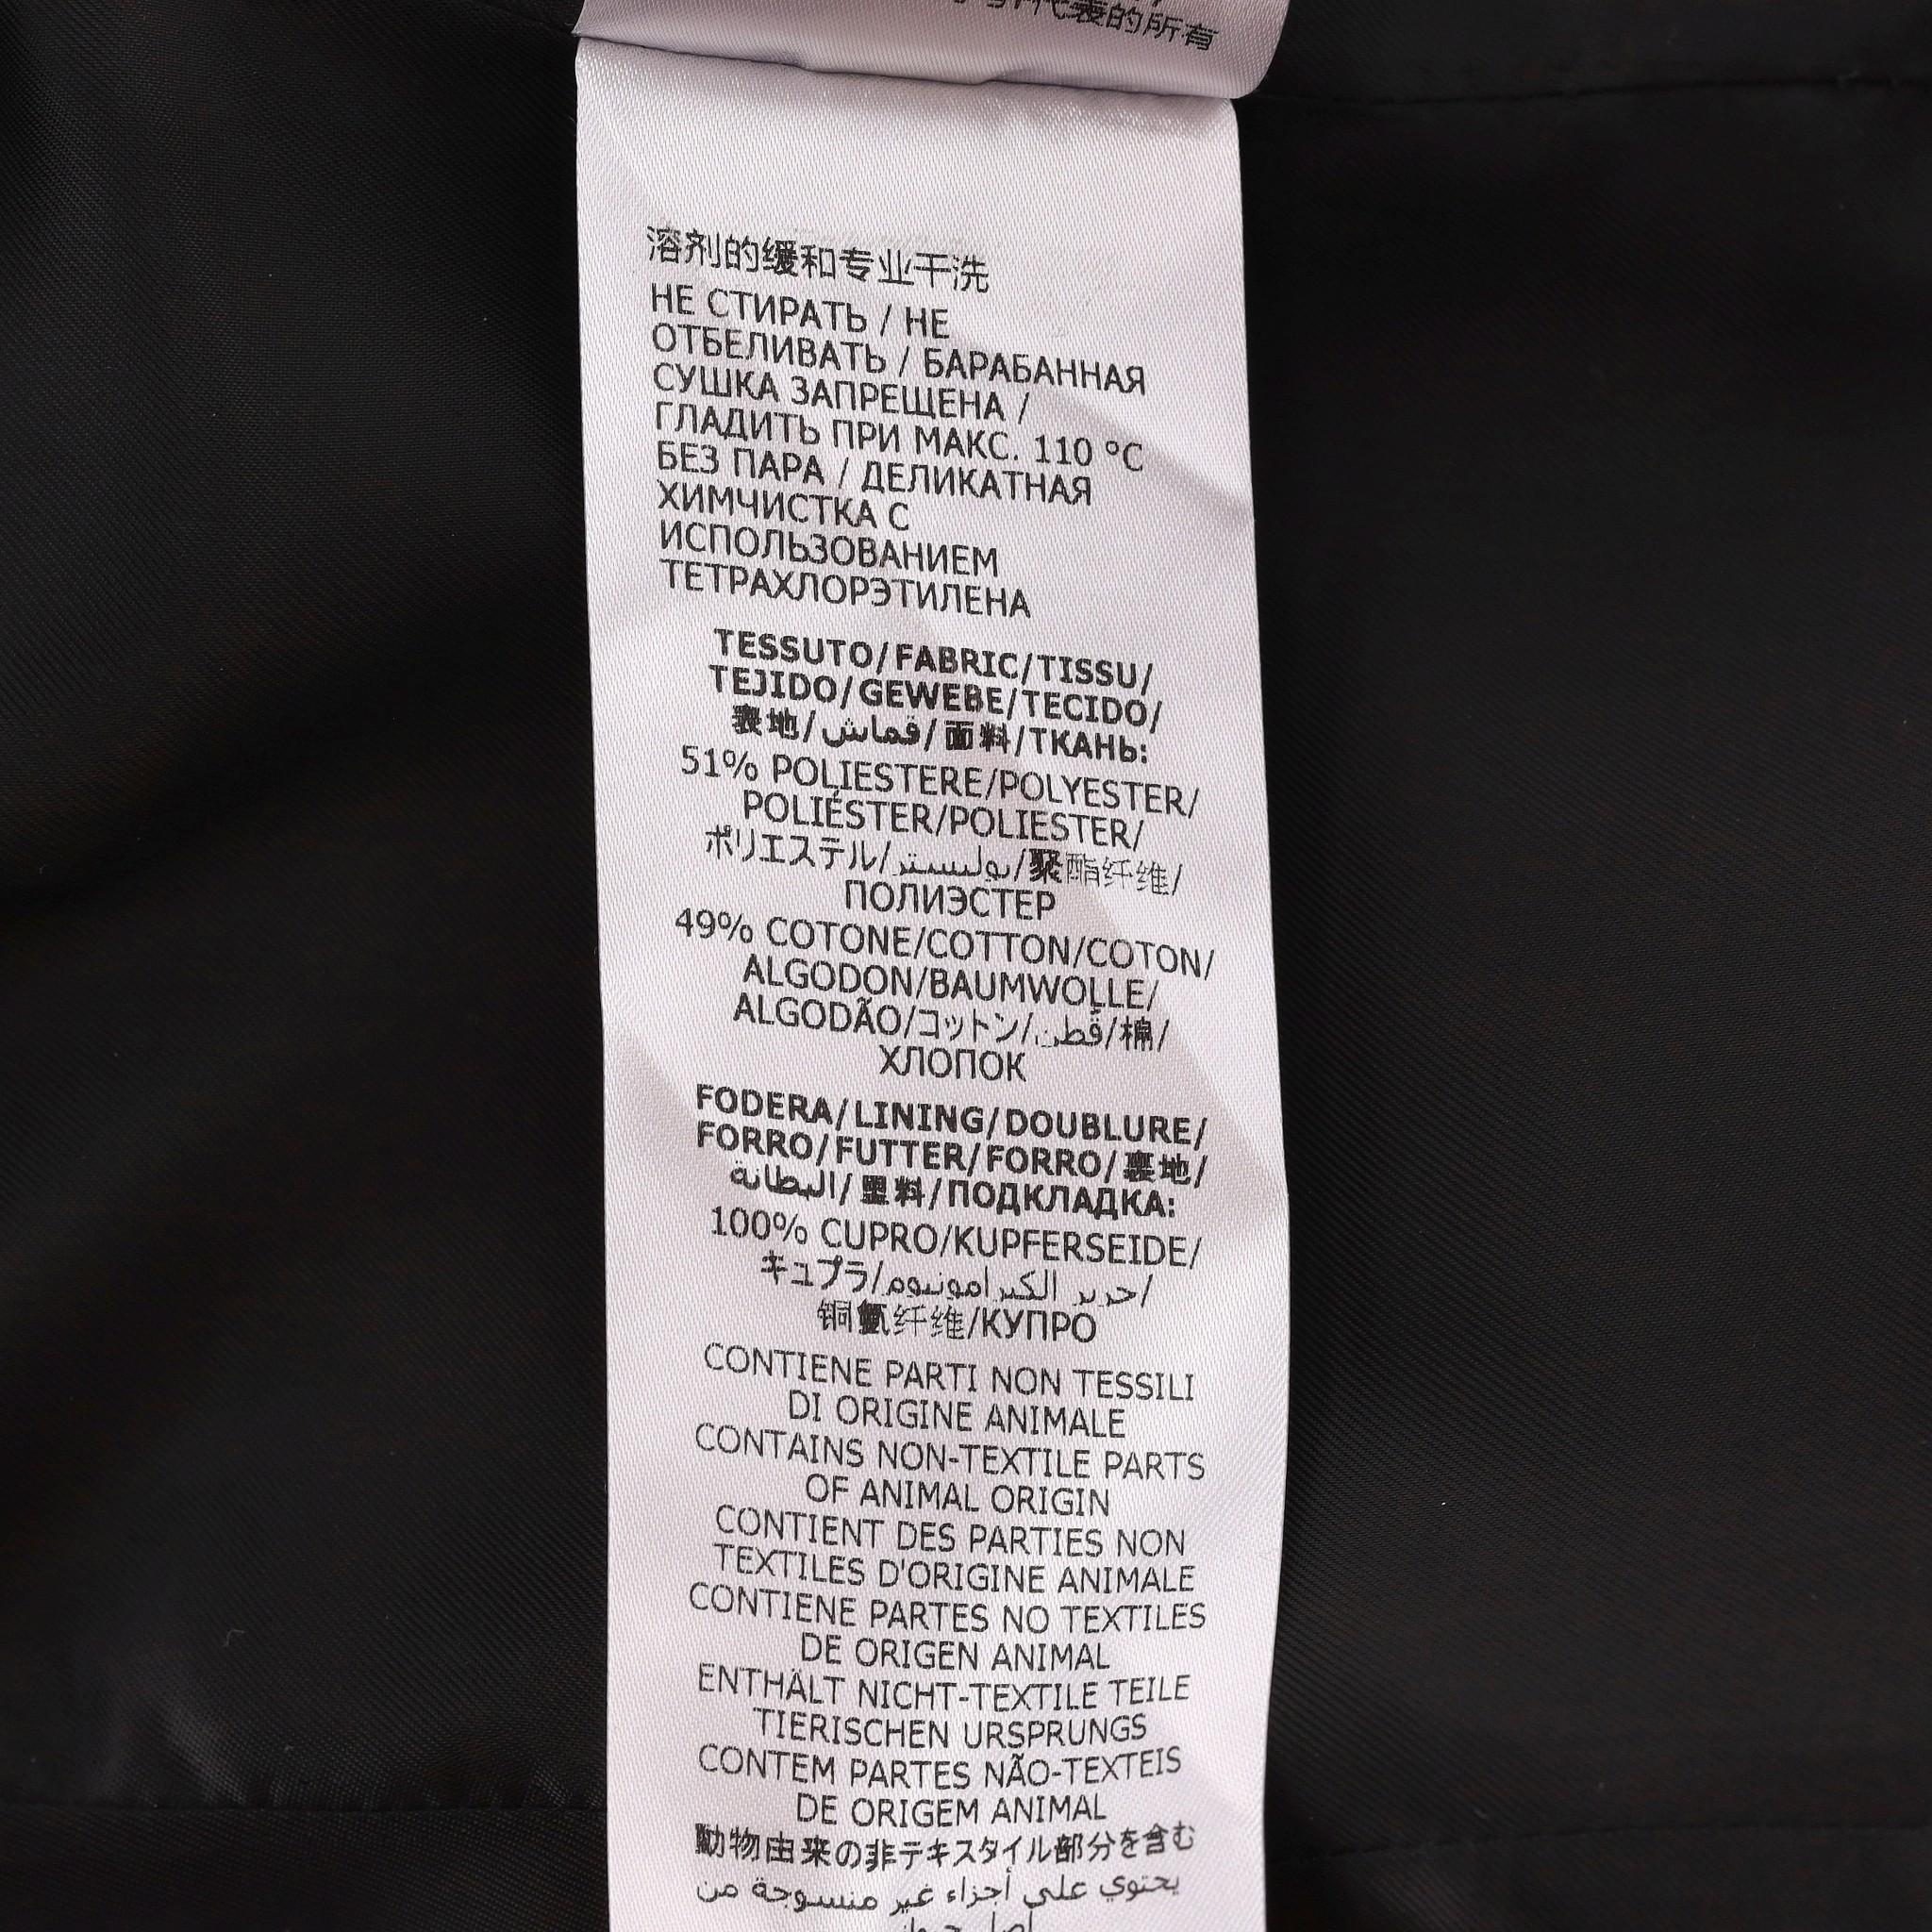 代表的所有
溶剂的缓和专业干洗
НЕ СТИРАТЬ / НЕ
ОТБЕЛИВАТЬ / БАРАБАННАЯ
СУШКА ЗАПРЕЩЕНА /
ГЛАДИТЬ ПРИ МАКС. 110 °C
БЕЗ ПАРА / ДЕЛИКАТНАЯ
ХИМЧИСТКА С
ИСПОЛЬЗОВАНИЕМ
ТЕТРАХЛОРЭТИЛЕНА
TESSUTO/FABRIC/TISSU/
TEJIDO/GEWEBE/TECIDO/
表地/قماش/面料/ТКАНЬ:
51% POLIESTERE/POLYESTER/
POLIÉSTER/POLIESTER/
ポリエステル/بوليستر/聚酯纤维/
ПОЛИЭСТЕР
49% COTONE/COTTON/COTON/
ALGODON/BAUMWOLLE/
ALGODÃO/コットン/قُطن/棉/
ХЛОПОК
FODERA/LINING/DOUBLURE/
FORRO/FUTTER/FORRO/裏地/
البطانة/里料/ПОДКЛАДКА:
100% CUPRO/KUPFERSEIDE/
キュプラ/حرير الكبرامونيوم/
铜氨纤维/КУПРО
CONTIENE PARTI NON TESSILI
DI ORIGINE ANIMALE
CONTAINS NON-TEXTILE PARTS
OF ANIMAL ORIGIN
CONTIENT DES PARTIES NON
TEXTILES D'ORIGINE ANIMALE
CONTIENE PARTES NO TEXTILES
DE ORIGEN ANIMAL
ENTHÄLT NICHT-TEXTILE TEILE
TIERISCHEN URSPRUNGS
CONTEM PARTES NÃO-TEXTEIS
DE ORIGEM ANIMAL
動物由来の非テキスタイル部分を含む
يحتوي على أجزاء غير منسوجة من